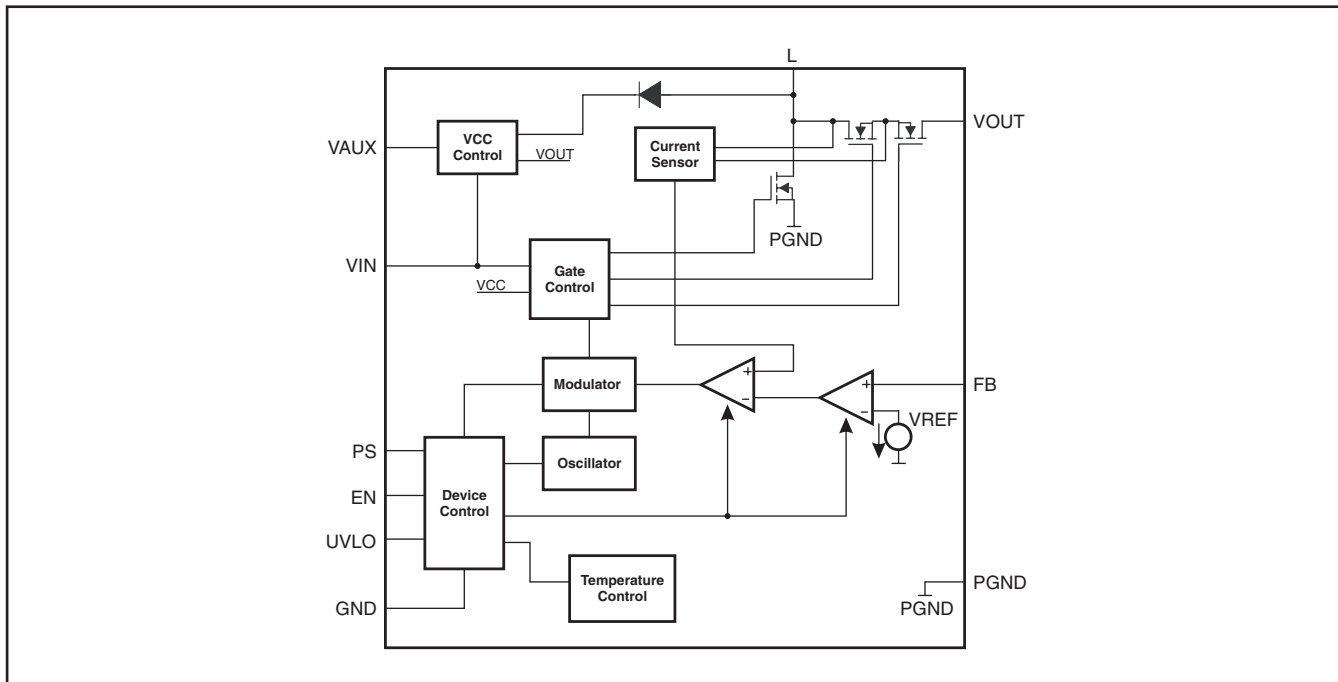 L
VAUX
VCC
Control
VOUT
Current
Sensor
VOUT
PGND
VIN
VCC
Gate
Control
Modulator
+
−
+
−
FB
VREF
PS
EN
UVLO
GND
Device
Control
Oscillator
Temperature
Control
PGND
PGND